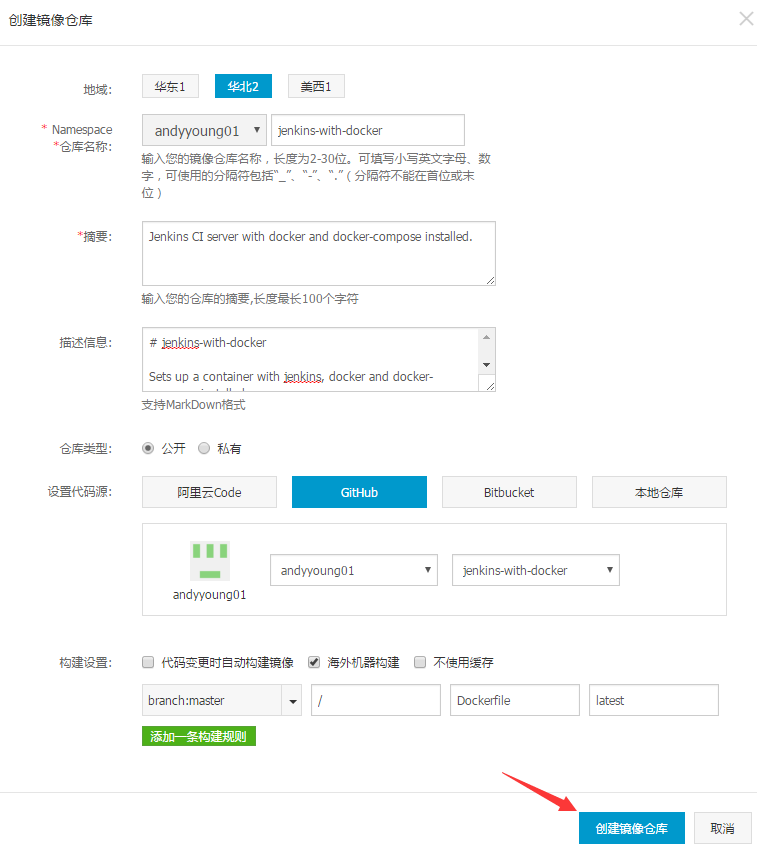 创建镜像仓库
地域: 华东1 华北2 美西1
* Namespace andyyoung01 jenkins-with-docker
*仓库名称:
输入您的镜像仓库名称，长度为2-30位。可填写小写英文字母、数
字，可使用的分隔符包括“_”、“-”、“.”（分隔符不能在首位或末
位）
*摘要: Jenkins CI server with docker and docker-compose installed.
输入您的仓库的摘要,长度最长100个字符
描述信息: # jenkins-with-docker
Sets up a container with jenkins, docker and docker-
支持MarkDown格式
仓库类型: 公开 私有
设置代码源: 阿里云Code GitHub Bitbucket 本地仓库
andyyoung01 jenkins-with-docker
andyyoung01
构建设置: 代码变更时自动构建镜像 海外机器构建 不使用缓存
branch:master / Dockerfile latest
添加一条构建规则
创建镜像仓库 取消